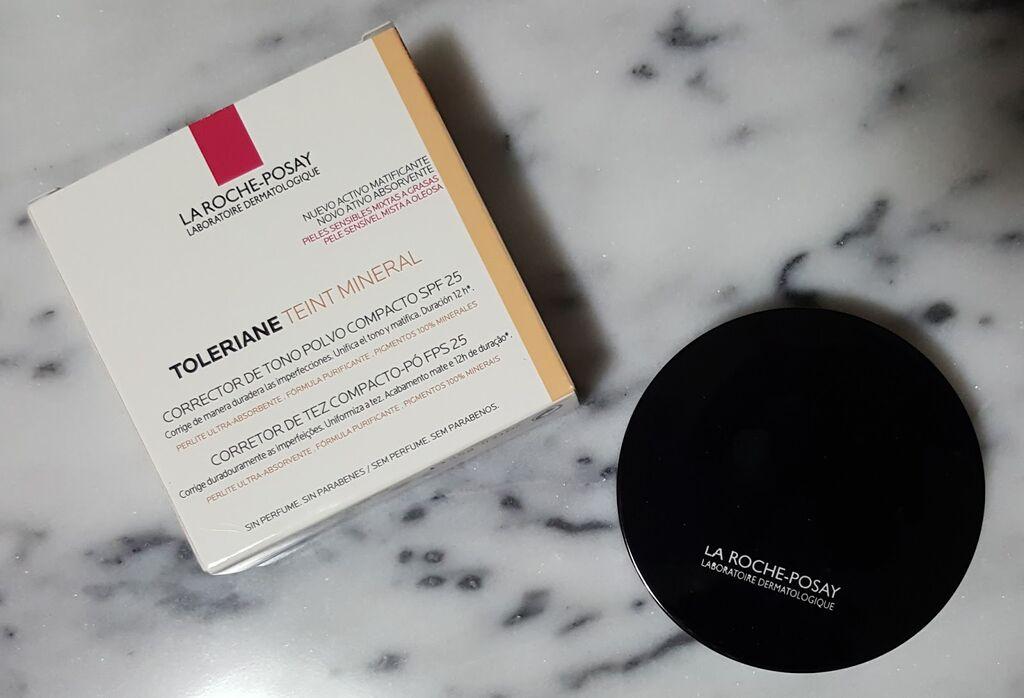 LA ROCHE-POSAY
LABORATOIRE DERMATOLOGIQUE
NUEVO ACTIVO MATIFICANTE
NOVO ATIVO ABSORVENTE
PIELES SENSIBLES MIXTAS A GRASAS
PELE SENSÍVEL MISTA A OLEOSA
TOLERIANE TEINT MINERAL
CORRECTOR DE TONO POLVO COMPACTO SPF 25
Corrige de manera duradera las imperfecciones. Unifica el tono y matifica. Duración 12 h*.
PERLITE ULTRA-ABSORBENTE . FÓRMULA PURIFICANTE . PIGMENTOS 100% MINERALES
CORRETOR DE TEZ COMPACTO-PÓ FPS 25
Corrige duradouramente as imperfeições. Uniformiza a tez. Acabamento mate e 12h de duração*.
PERLITE ULTRA-ABSORVENTE . FÓRMULA PURIFICANTE . PIGMENTOS 100% MINERAIS
SIN PERFUME. SIN PARABENES / SEM PERFUME. SEM PARABENOS.
LA ROCHE-POSAY
LABORATOIRE DERMATOLOGIQUE